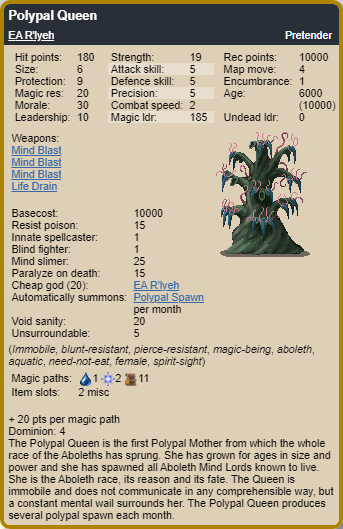 Polypal Queen
EA R'lyeh Pretender
Hit points: 180 Strength: 19 Rec points: 10000
Size: 6 Attack skill: 5 Map move: 4
Protection: 9 Defence skill: 5 Encumbrance: 1
Magic res: 20 Precision: 5 Age: 6000
Morale: 30 Combat speed: 2 (10000)
Leadership: 10 Magic ldr: 185 Undead ldr: 0
Weapons:
Mind Blast
Mind Blast
Mind Blast
Life Drain
Basecost: 10000
Resist poison: 15
Innate spellcaster: 1
Blind fighter: 1
Mind slimer: 25
Paralyze on death: 15
Cheap god (20): EA R'lyeh
Automatically summons: Polypal Spawn
per month
Void sanity: 20
Unsurroundable: 5
(Immobile, blunt-resistant, pierce-resistant, magic-being, aboleth,
aquatic, need-not-eat, female, spirit-sight)
Magic paths: 1 2 11
Item slots: 2 misc
+ 20 pts per magic path
Dominion: 4
The Polypal Queen is the first Polypal Mother from which the whole
race of the Aboleths has sprung. She has grown for ages in size and
power and she has spawned all Aboleth Mind Lords known to live.
She is the Aboleth race, its reason and its fate. The Queen is
immobile and does not communicate in any comprehensible way, but
a constant mental wail surrounds her. The Polypal Queen produces
several polypal spawn each month.